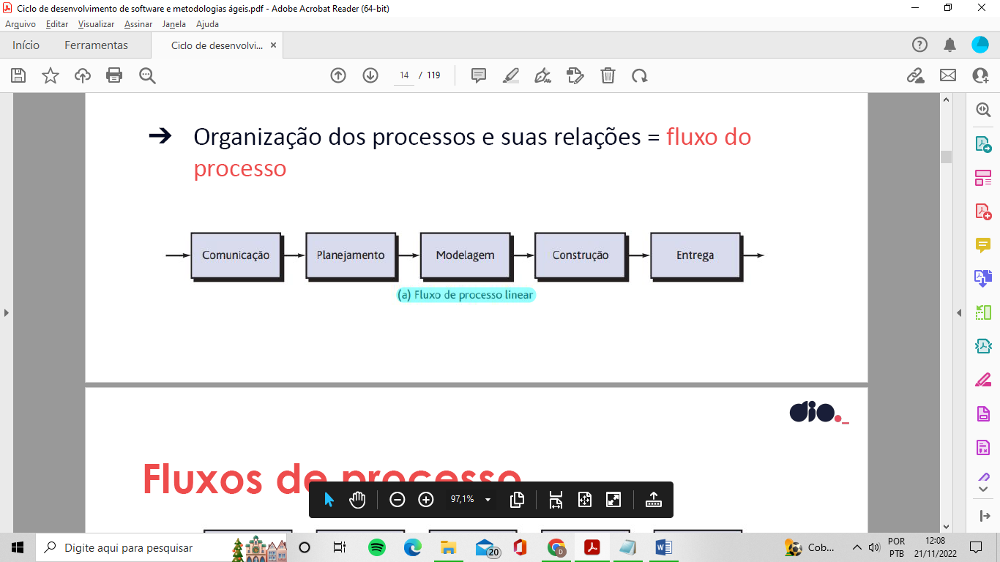 Ciclo de desenvolvimento de software e metodologias ágeis.pdf - Adobe Acrobat Reader (64-bit)
Arquivo Editar Visualizar Assinar Janela Ajuda
Início Ferramentas Ciclo de desenvolvi... ×
14 / 119
➔ Organização dos processos e suas relações = fluxo do
processo
Comunicação Planejamento Modelagem Construção Entrega
(a) Fluxo de processo linear
dio._
Fluxos de processo
97,1%
Digite aqui para pesquisar
20
D
Cob...
POR
PTB
12:08
21/11/2022